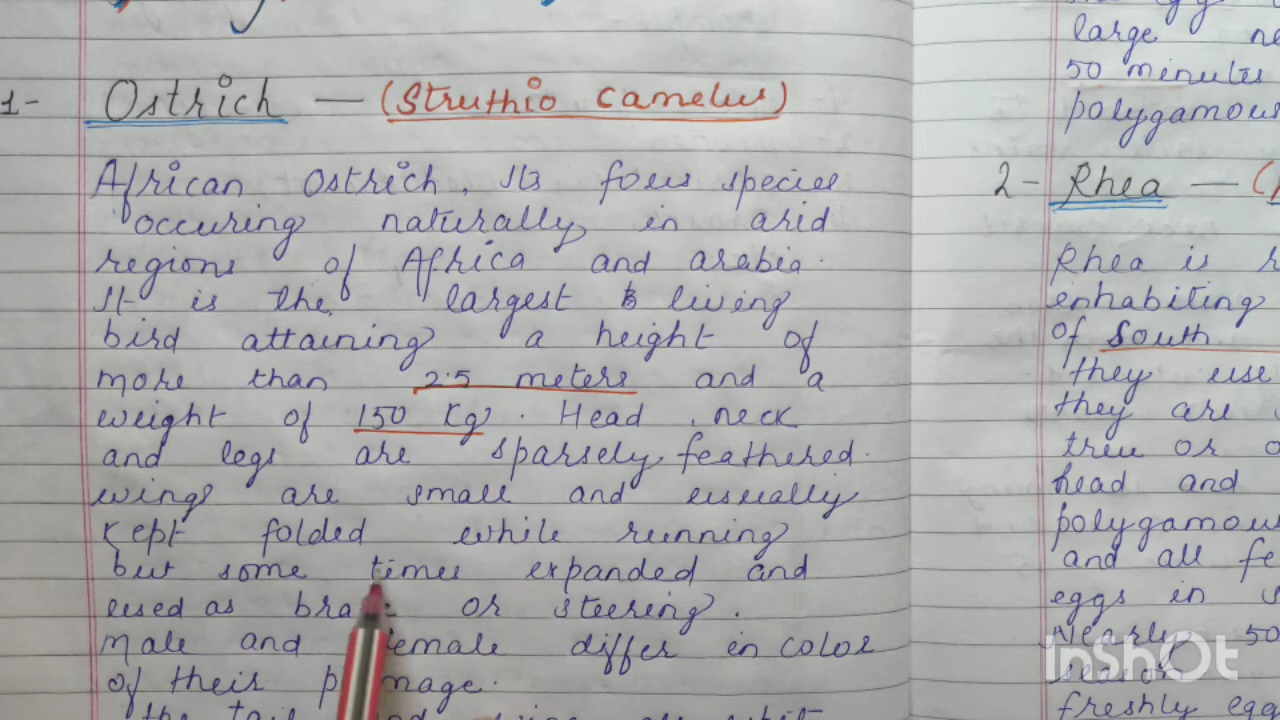 1- Ostrich — (Struthio camelus)
African Ostrich. Its four species
occuring naturally in arid
regions of Africa and arabia.
It is the largest living
bird attaining a height of
more than 2.5 meters and a
weight of 150 Kg. Head, neck
and legs are sparsely feathered.
wings are small and usually
kept folded while running
but some times expanded and
used as or steering.
Male and female differ in color
of their
the tail
large
50 minutes
polygamous
2- Rhea — (
Rhea is
enhabiting
of South
they use
they are
tree or
head and
polygamous
and all
eggs in
Nearly 50
season
freshly egg
InShOt